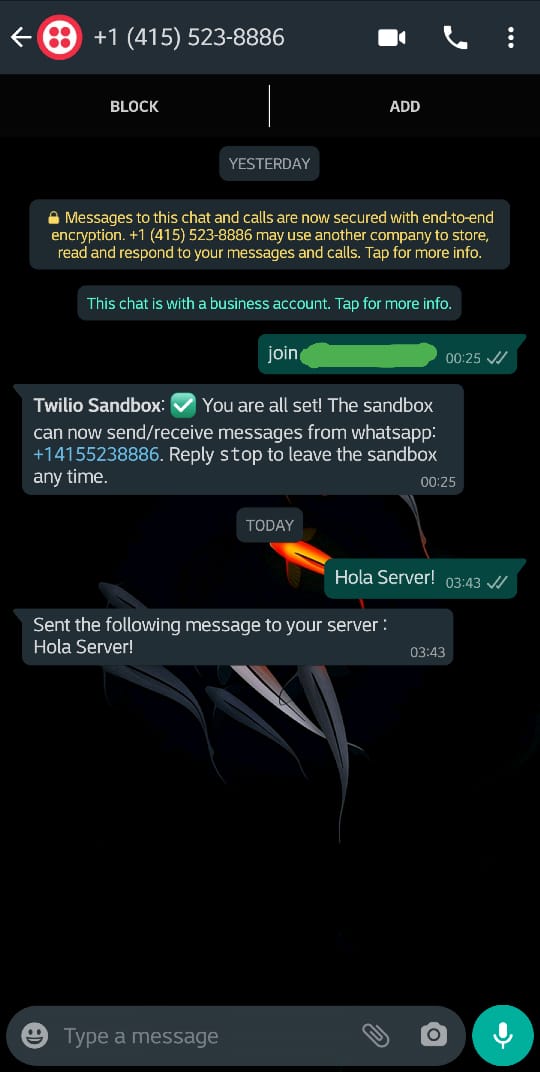 +1 (415) 523-8886
BLOCK
ADD
YESTERDAY
Messages to this chat and calls are now secured with end-to-end
encryption. +1 (415) 523-8886 may use another company to store,
read and respond to your messages and calls. Tap for more info.
This chat is with a business account. Tap for more info.
join
00:25
Twilio Sandbox: ✅ You are all set! The sandbox
can now send/receive messages from whatsapp:
+14155238886. Reply stop to leave the sandbox
any time.
00:25
TODAY
Hola Server! 03:43
Sent the following message to your server :
Hola Server!
03:43
Type a message